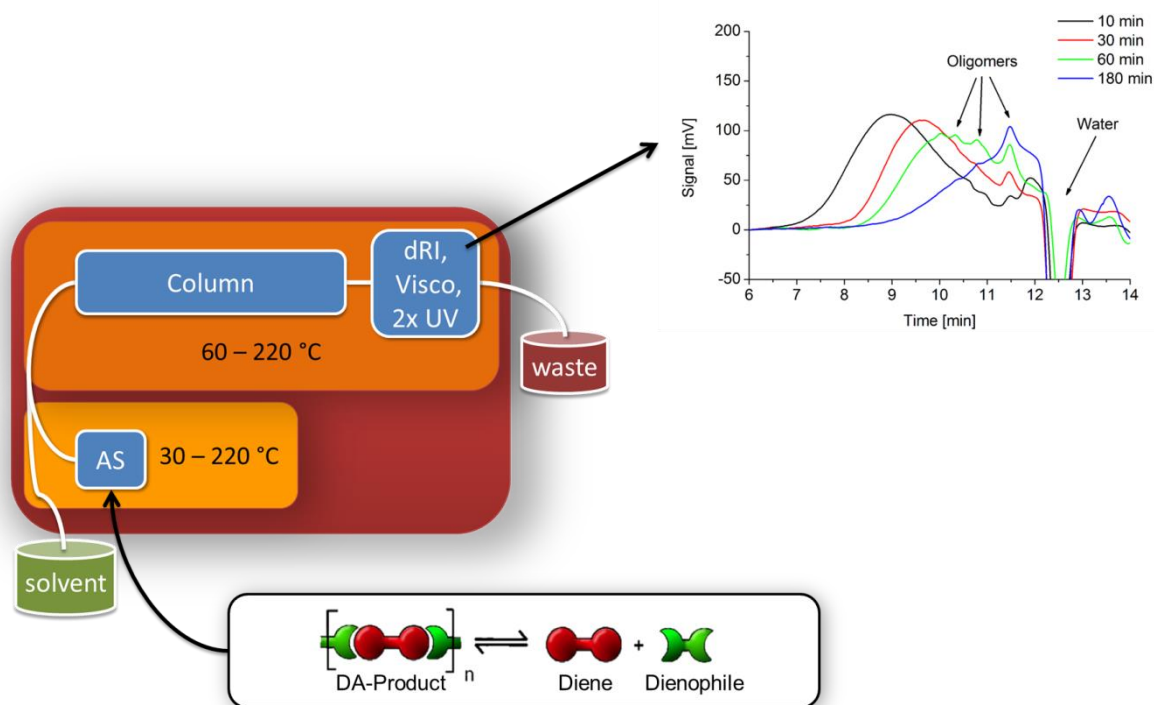 200
150
100
50
0
-50
Signal [mV]
6 7 8 9 10 11 12 13 14
Time [min]
10 min
30 min
60 min
180 min
Oligomers
Water
Column
dRI,
Visco,
2x UV
60 – 220 °C
waste
AS
30 – 220 °C
solvent
n
DA-Product
Diene
+
Dienophile